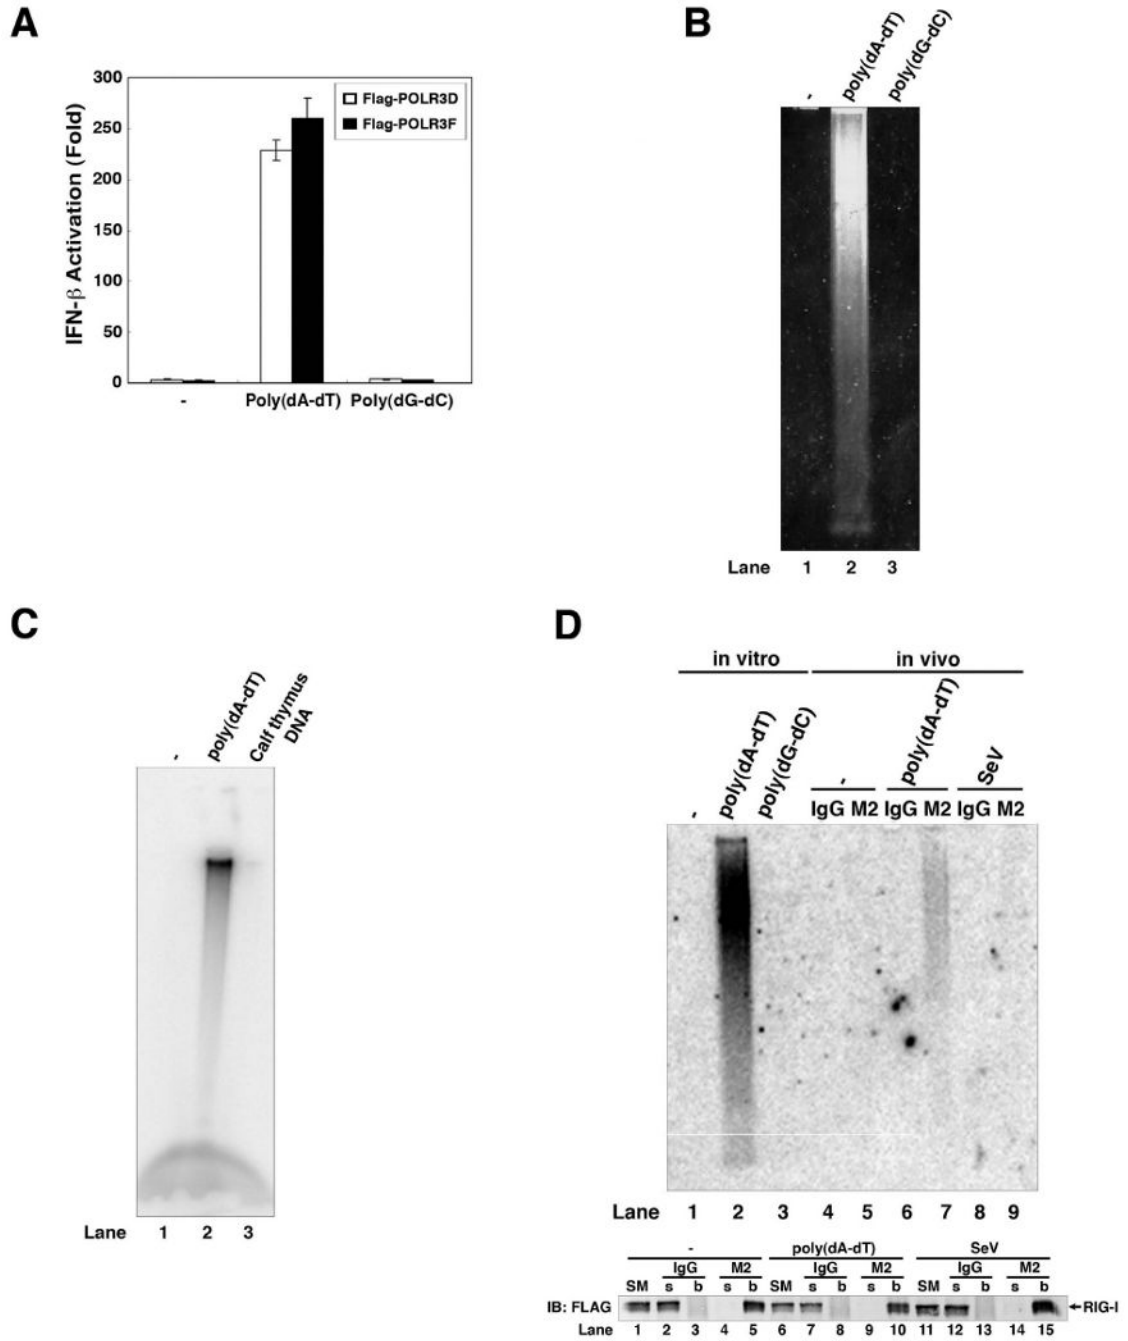 A
300
250
200
150
100
50
0
IFN-β Activation (Fold)
Flag-POLR3D
Flag-POLR3F
-
Poly(dA-dT)
Poly(dG-dC)
B
-
poly(dA-dT)
poly(dG-dC)
Lane 1 2 3
C
-
poly(dA-dT)
Calf thymus
DNA
Lane 1 2 3
D
in vitro in vivo
-
poly(dA-dT)
poly(dG-dC)
-
poly(dA-dT)
SeV
IgG M2 IgG M2 IgG M2
Lane 1 2 3 4 5 6 7 8 9
- poly(dA-dT) SeV
IgG M2 IgG M2 IgG M2
SM s b s b SM s b s b SM s b s b
IB: FLAG ←RIG-I
Lane 1 2 3 4 5 6 7 8 9 10 11 12 13 14 15